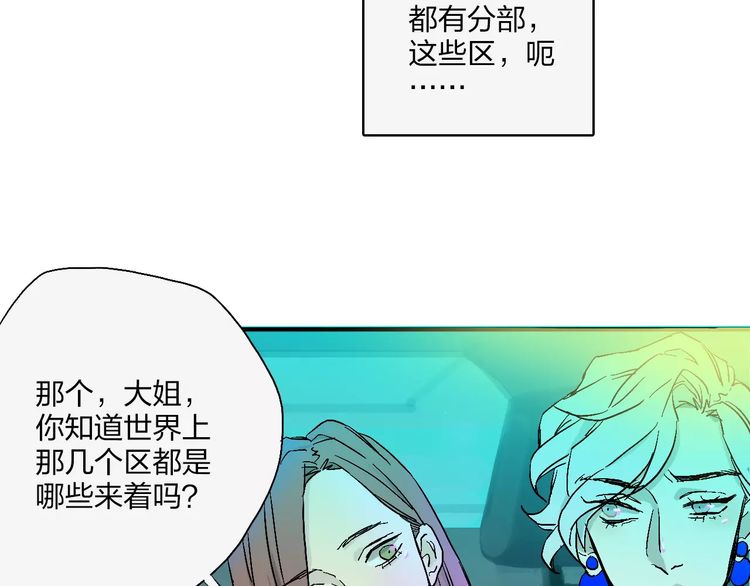 都有分部，
这些区，呃
……
那个，大姐，
你知道世界上
那几个区都是
哪些来着吗？